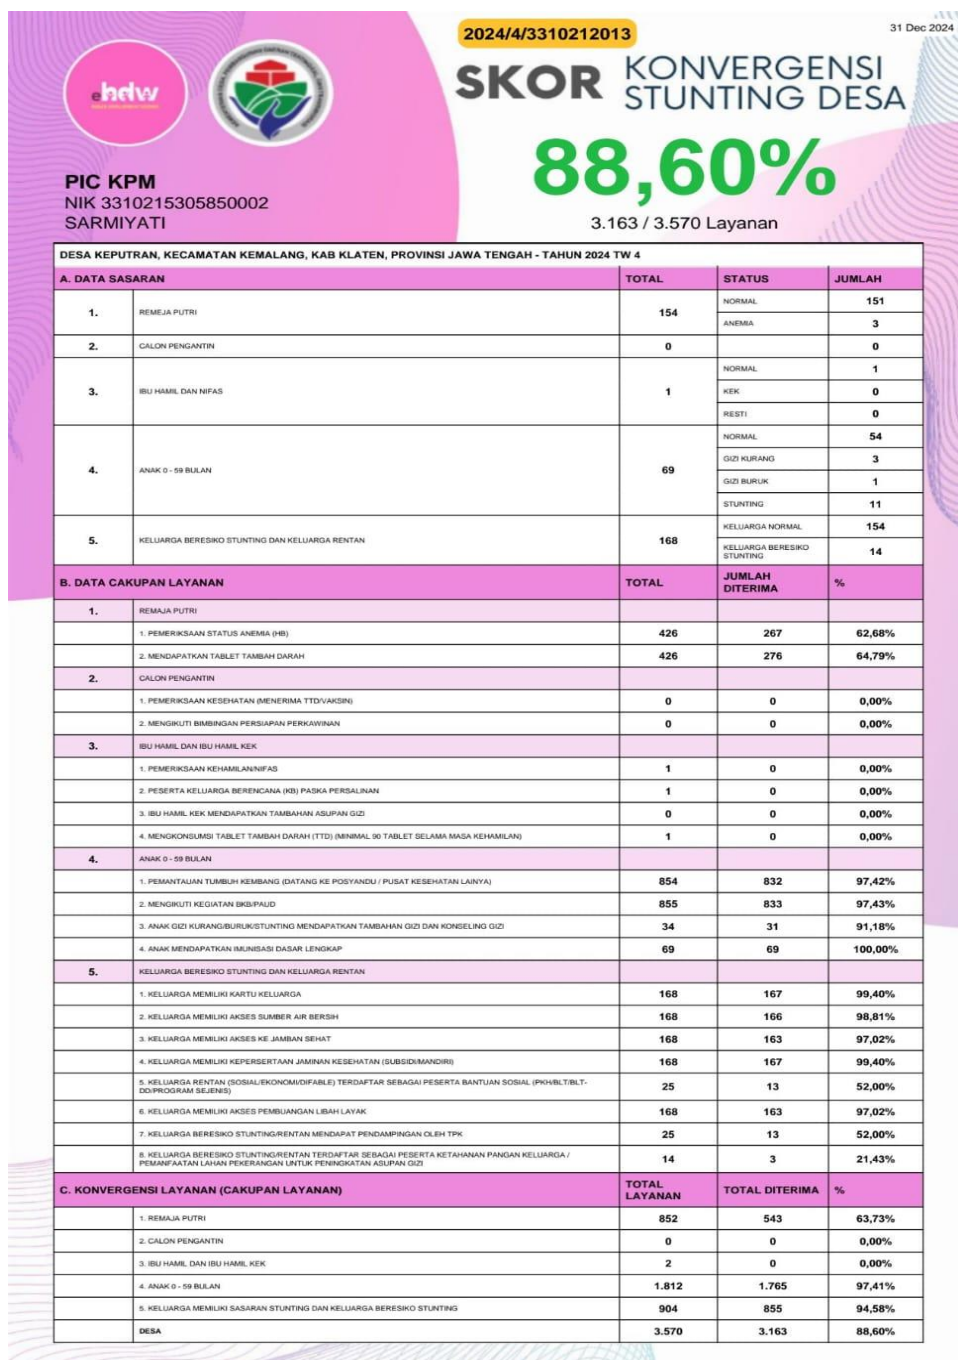 2024/4/3310212013
31 Dec 2024
ehdw
SKOR KONVERGENSI STUNTING DESA
88,60%
3.163 / 3.570 Layanan
PIC KPM
NIK 3310215305850002
SARMIYATI
DESA KEPUTRAN, KECAMATAN KEMALANG, KAB KLATEN, PROVINSI JAWA TENGAH - TAHUN 2024 TW 4
A. DATA SASARAN TOTAL STATUS JUMLAH
1. REMEJA PUTRI 154 NORMAL 151
ANEMIA 3
2. CALON PENGANTIN 0 0
3. IBU HAMIL DAN NIFAS 1 NORMAL 1
KEK 0
RESTI 0
4. ANAK 0 - 59 BULAN 69 NORMAL 54
GIZI KURANG 3
GIZI BURUK 1
STUNTING 11
5. KELUARGA BERESIKO STUNTING DAN KELUARGA RENTAN 168 KELUARGA NORMAL 154
KELUARGA BERESIKO STUNTING 14
B. DATA CAKUPAN LAYANAN TOTAL JUMLAH DITERIMA %
1. REMAJA PUTRI
1. PEMERIKSAAN STATUS ANEMIA (HB) 426 267 62,68%
2. MENDAPATKAN TABLET TAMBAH DARAH 426 276 64,79%
2. CALON PENGANTIN
1. PEMERIKSAAN KESEHATAN (MENERIMA TTD/VAKSIN) 0 0 0,00%
2. MENGIKUTI BIMBINGAN PERSIAPAN PERKAWINAN 0 0 0,00%
3. IBU HAMIL DAN IBU HAMIL KEK
1. PEMERIKSAAN KEHAMILAN/NIFAS 1 0 0,00%
2. PESERTA KELUARGA BERENCANA (KB) PASKA PERSALINAN 1 0 0,00%
3. IBU HAMIL KEK MENDAPATKAN TAMBAHAN ASUPAN GIZI 0 0 0,00%
4. MENGKONSUMSI TABLET TAMBAH DARAH (TTD) (MINIMAL 90 TABLET SELAMA MASA KEHAMILAN) 1 0 0,00%
4. ANAK 0 - 59 BULAN
1. PEMANTAUAN TUMBUH KEMBANG (DATANG KE POSYANDU / PUSAT KESEHATAN LAINYA) 854 832 97,42%
2. MENGIKUTI KEGIATAN BKB/PAUD 855 833 97,43%
3. ANAK GIZI KURANG/BURUK/STUNTING MENDAPATKAN TAMBAHAN GIZI DAN KONSELING GIZI 34 31 91,18%
4. ANAK MENDAPATKAN IMUNISASI DASAR LENGKAP 69 69 100,00%
5. KELUARGA BERESIKO STUNTING DAN KELUARGA RENTAN
1. KELUARGA MEMILIKI KARTU KELUARGA 168 167 99,40%
2. KELUARGA MEMILIKI AKSES SUMBER AIR BERSIH 168 166 98,81%
3. KELUARGA MEMILIKI AKSES KE JAMBAN SEHAT 168 163 97,02%
4. KELUARGA MEMILIKI KEPERSERTAAN JAMINAN KESEHATAN (SUBSIDI/MANDIRI) 168 167 99,40%
5. KELUARGA RENTAN (SOSIAL/EKONOMI/DIFABLE) TERDAFTAR SEBAGAI PESERTA BANTUAN SOSIAL (PKH/BLT/BLT-DD/PROGRAM SEJENIS) 25 13 52,00%
6. KELUARGA MEMILIKI AKSES PEMBUANGAN LIBAH LAYAK 168 163 97,02%
7. KELUARGA BERESIKO STUNTING/RENTAN MENDAPAT PENDAMPINGAN OLEH TPK 25 13 52,00%
8. KELUARGA BERESIKO STUNTING/RENTAN TERDAFTAR SEBAGAI PESERTA KETAHANAN PANGAN KELUARGA / PEMANFAATAN LAHAN PEKERANGAN UNTUK PENINGKATAN ASUPAN GIZI 14 3 21,43%
C. KONVERGENSI LAYANAN (CAKUPAN LAYANAN) TOTAL LAYANAN TOTAL DITERIMA %
1. REMAJA PUTRI 852 543 63,73%
2. CALON PENGANTIN 0 0 0,00%
3. IBU HAMIL DAN IBU HAMIL KEK 2 0 0,00%
4. ANAK 0 - 59 BULAN 1.812 1.765 97,41%
5. KELUARGA MEMILIKI SASARAN STUNTING DAN KELUARGA BERESIKO STUNTING 904 855 94,58%
DESA 3.570 3.163 88,60%